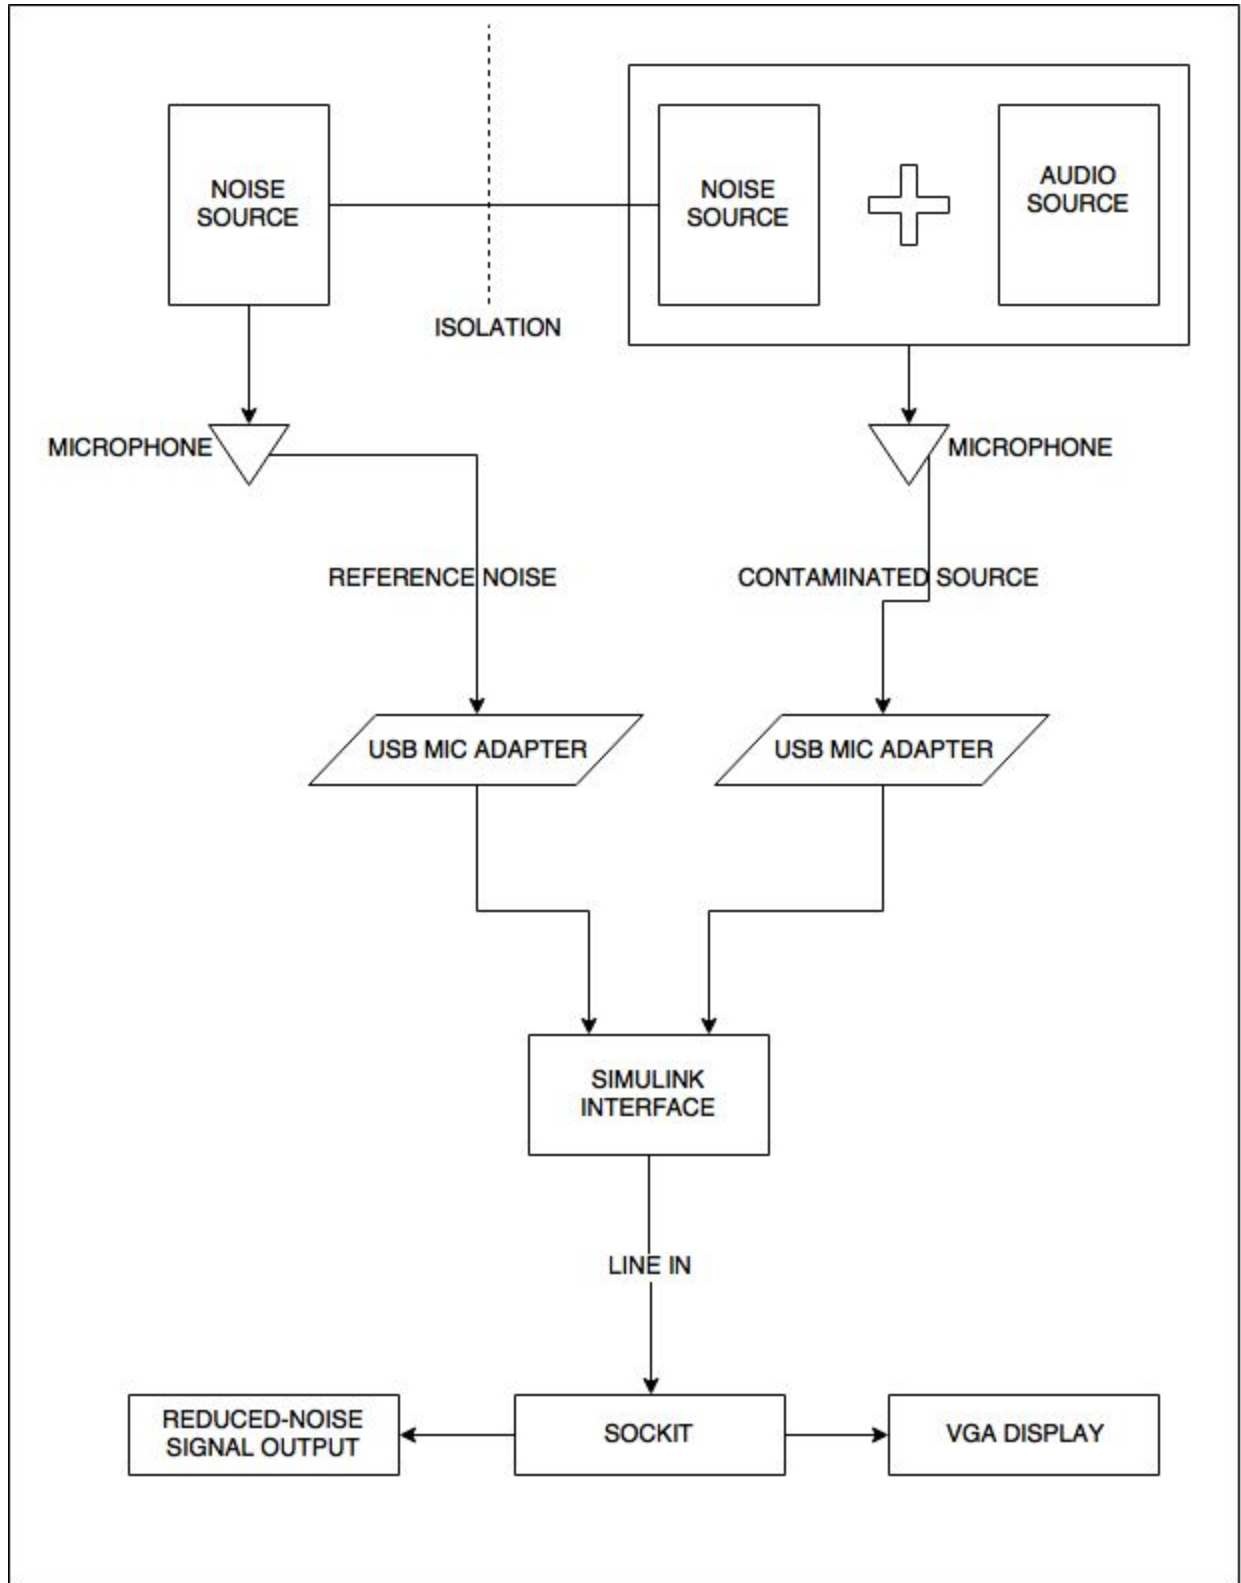 NOISE
SOURCE
NOISE
SOURCE
AUDIO
SOURCE
ISOLATION
MICROPHONE
MICROPHONE
REFERENCE NOISE
CONTAMINATED SOURCE
USB MIC ADAPTER
USB MIC ADAPTER
SIMULINK
INTERFACE
LINE IN
REDUCED-NOISE
SIGNAL OUTPUT
SOCKIT
VGA DISPLAY